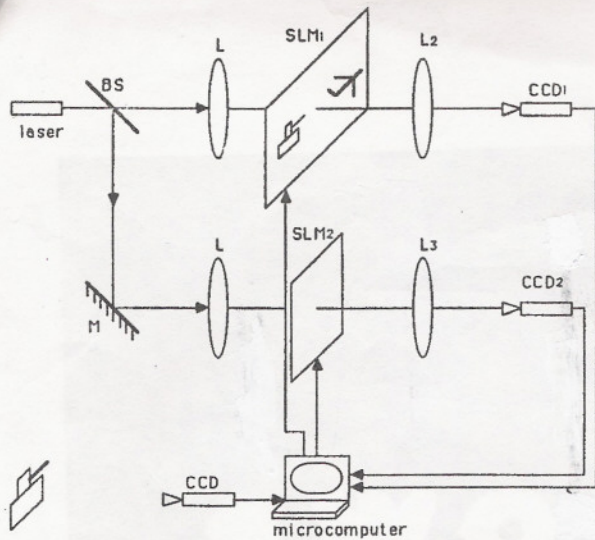 SLM1
L
L2
BS
CCD1
laser
SLM2
L
L3
CCD2
M
CCD
microcomputer